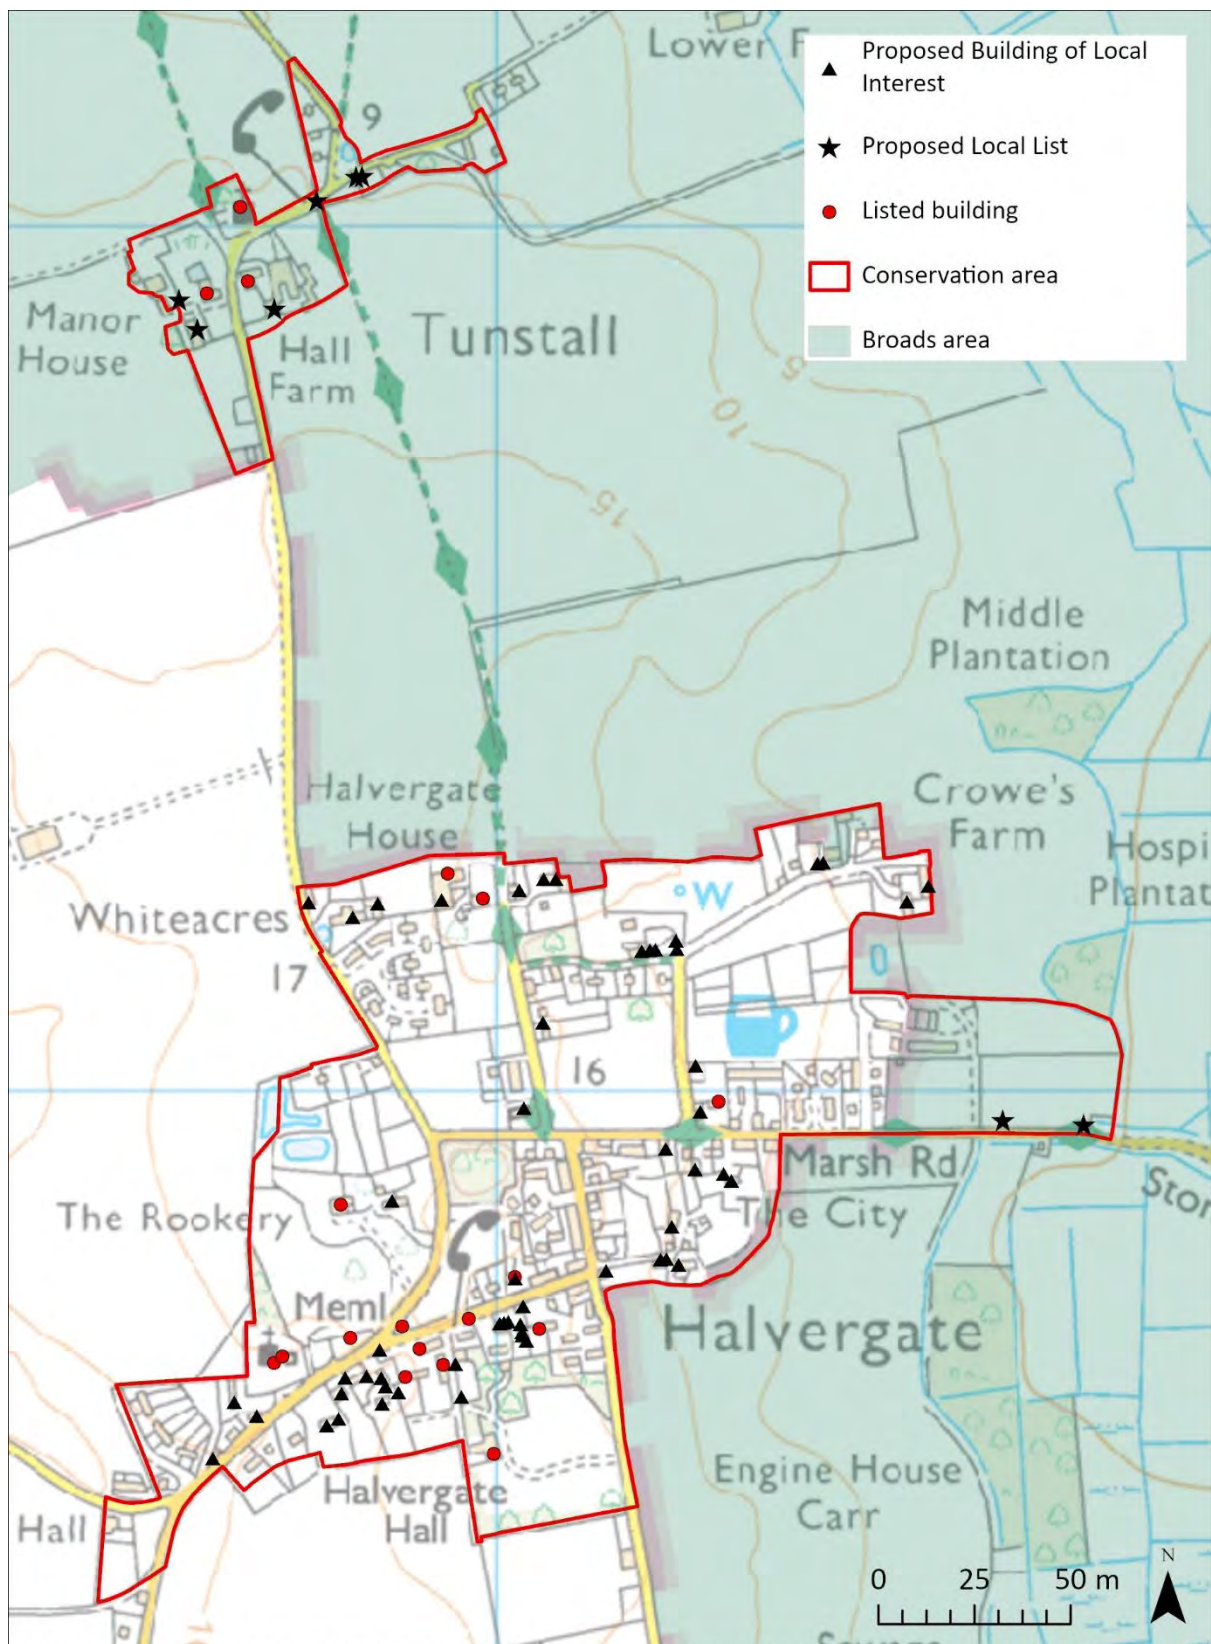 Lower F
Proposed Building of Local
Interest
Proposed Local List
Listed building
Conservation area
Broads area
9
Manor
House
Hall
Farm
Tunstall
5
10
15
Middle
Plantation
Halvergate
House
Crowe's
Farm
Hospi
Plantat
W
Whiteacres
17
16
Marsh Rd
The City
Stor
The Rookery
Meml
Halvergate
Engine House
Carr
Halvergate
Hall
Hall
N
0 25 50 m